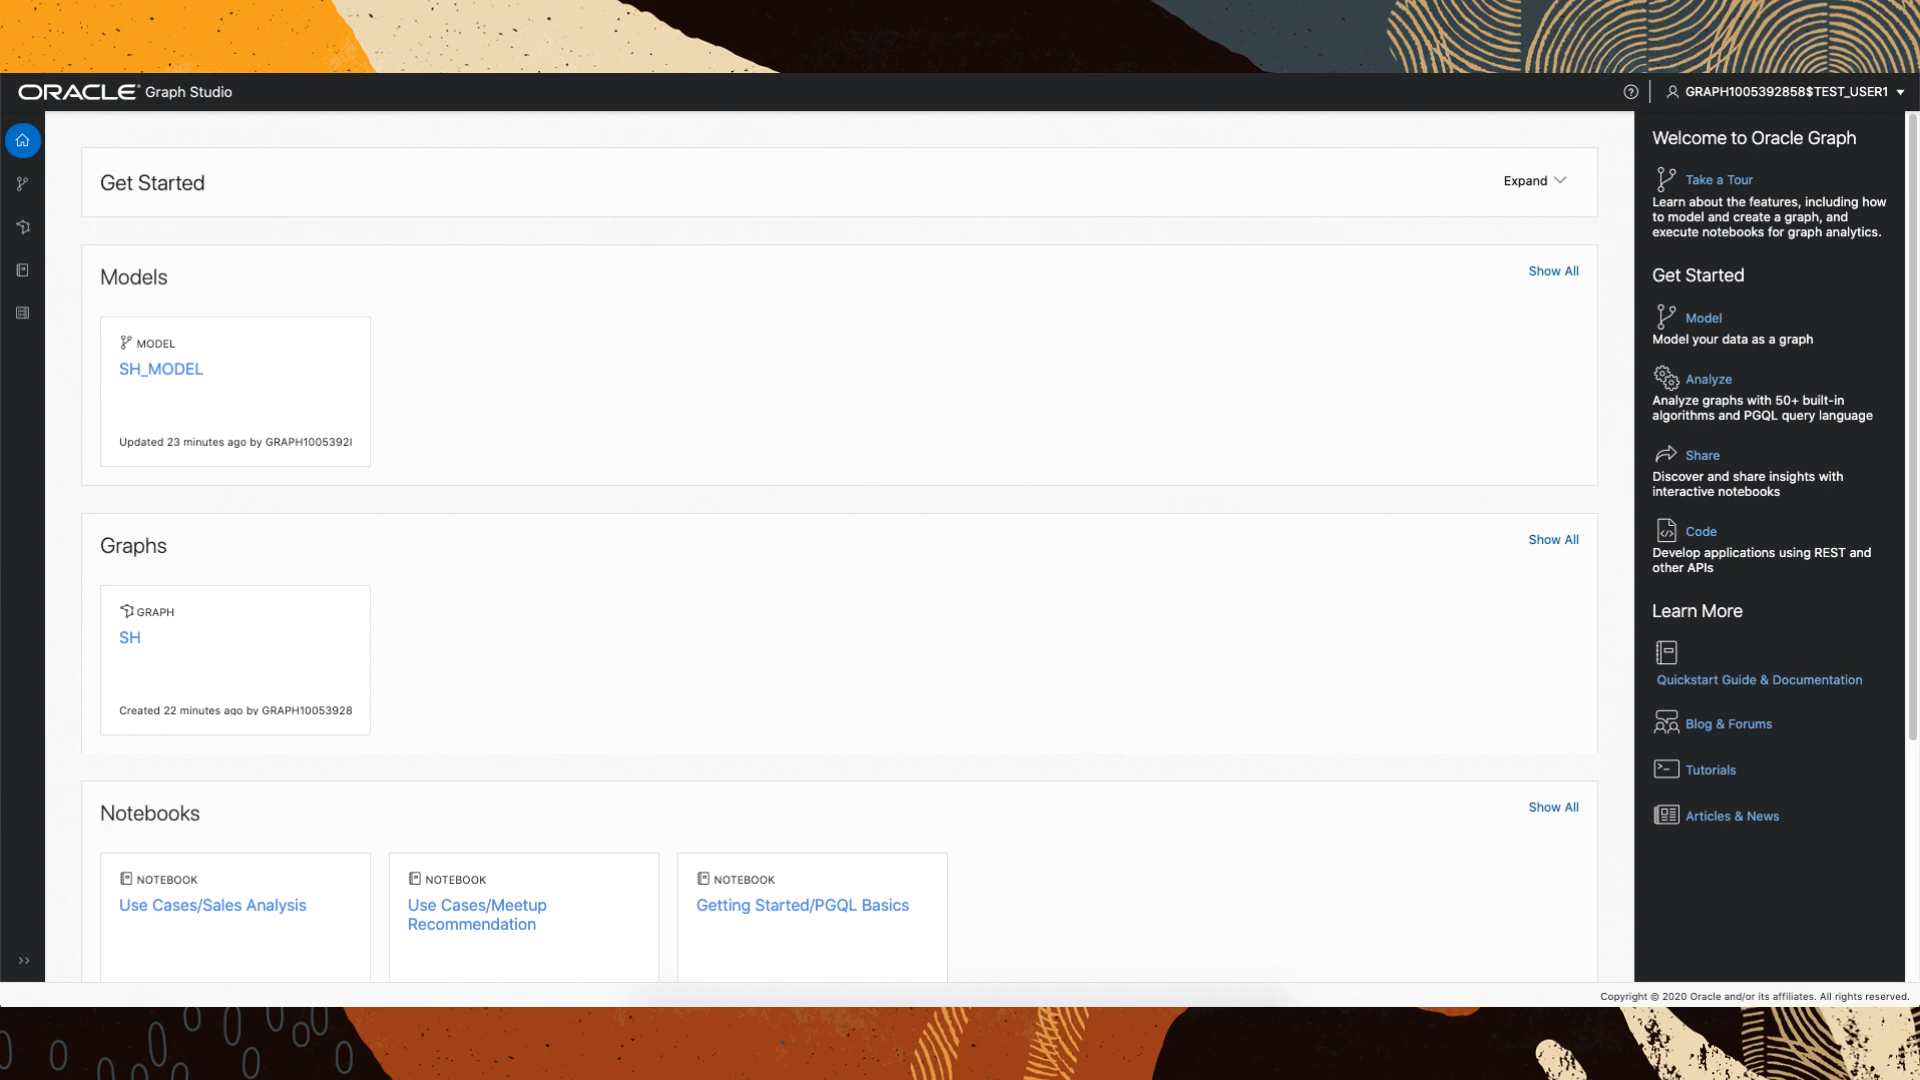 ORACLE Graph Studio
GRAPH1005392858$TEST_USER1
Get Started
Expand
Models
Show All
MODEL
SH_MODEL
Updated 23 minutes ago by GRAPH10053928
Graphs
Show All
GRAPH
SH
Created 22 minutes ago by GRAPH10053928
Notebooks
Show All
NOTEBOOK
Use Cases/Sales Analysis
NOTEBOOK
Use Cases/Meetup
Recommendation
NOTEBOOK
Getting Started/PGQL Basics
Welcome to Oracle Graph
Take a Tour
Learn about the features, including how
to model and create a graph, and
execute notebooks for graph analytics.
Get Started
Model
Model your data as a graph
Analyze
Analyze graphs with 50+ built-in
algorithms and PGQL query language
Share
Discover and share insights with
interactive notebooks
Code
Develop applications using REST and
other APIs
Learn More
Quickstart Guide & Documentation
Blog & Forums
Tutorials
Articles & News
Copyright © 2020 Oracle and/or its affiliates. All rights reserved.